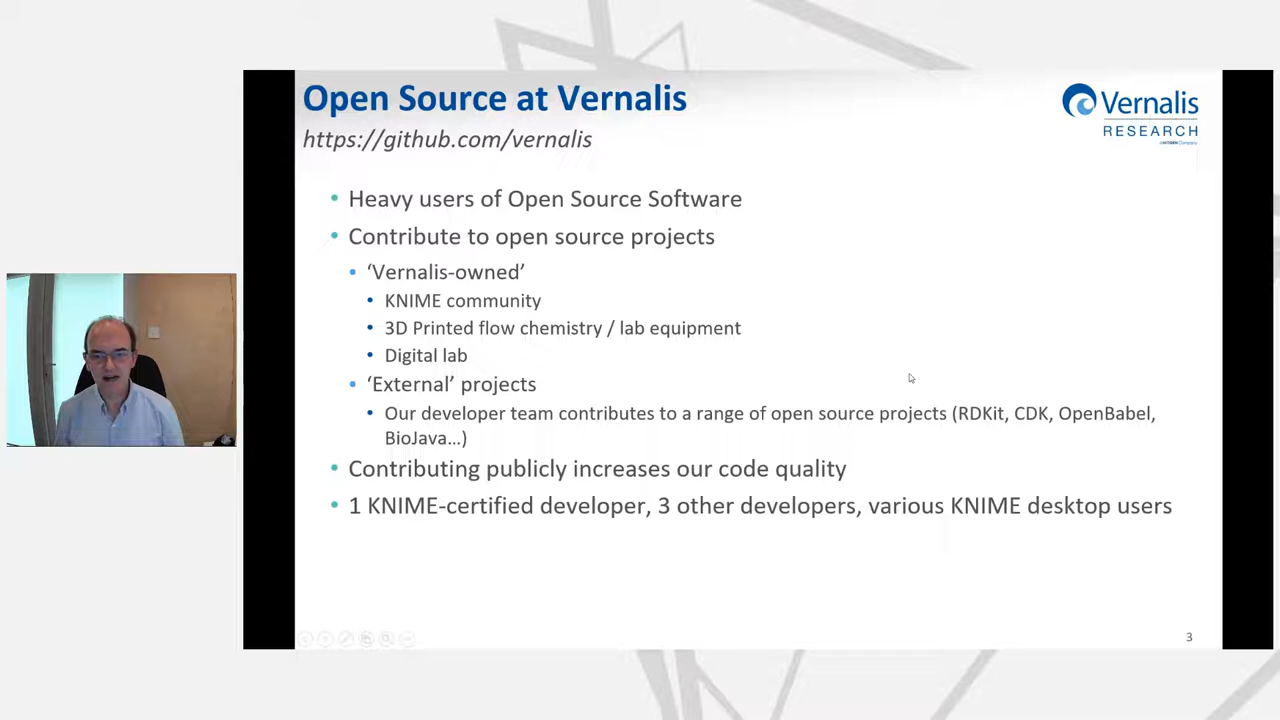 Open Source at Vernalis
https://github.com/vernalis
Vernalis
RESEARCH
• Heavy users of Open Source Software
• Contribute to open source projects
• ‘Vernalis-owned’
• KNIME community
• 3D Printed flow chemistry / lab equipment
• Digital lab
• ‘External’ projects
• Our developer team contributes to a range of open source projects (RDKit, CDK, OpenBabel,
BioJava…)
• Contributing publicly increases our code quality
• 1 KNIME-certified developer, 3 other developers, various KNIME desktop users
3